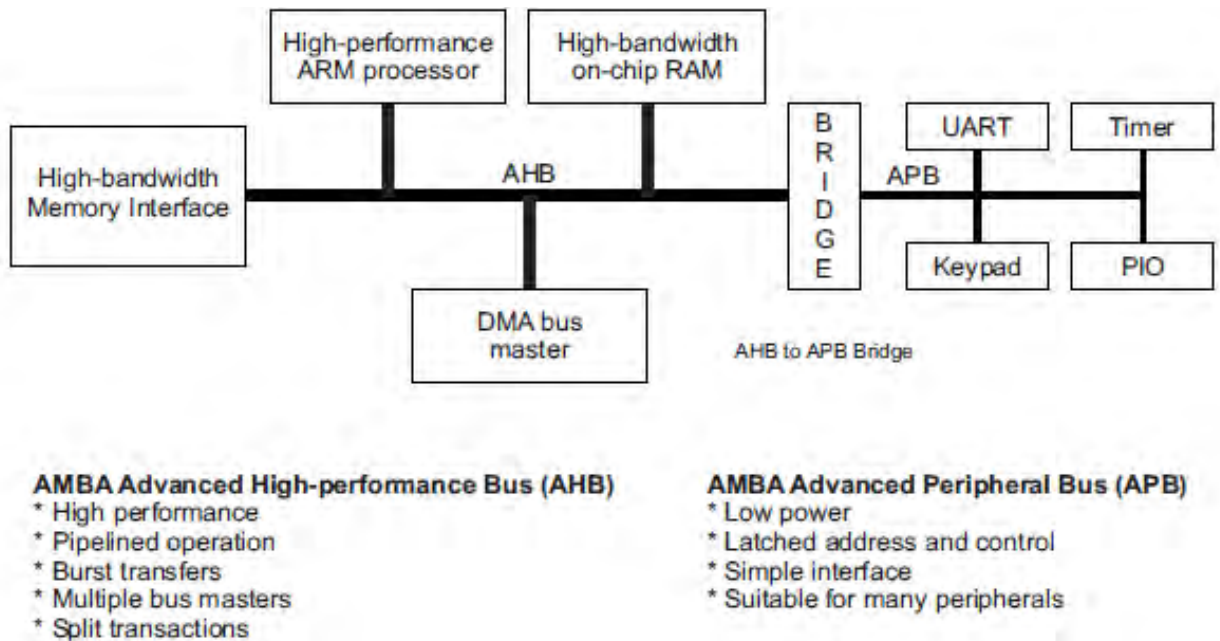 High-performance
ARM processor
High-bandwidth
on-chip RAM
High-bandwidth
Memory Interface
AHB
DMA bus
master
B
R
I
D
G
E
APB
UART
Timer
Keypad
PIO
AHB to APB Bridge
AMBA Advanced High-performance Bus (AHB)
* High performance
* Pipelined operation
* Burst transfers
* Multiple bus masters
* Split transactions
AMBA Advanced Peripheral Bus (APB)
* Low power
* Latched address and control
* Simple interface
* Suitable for many peripherals